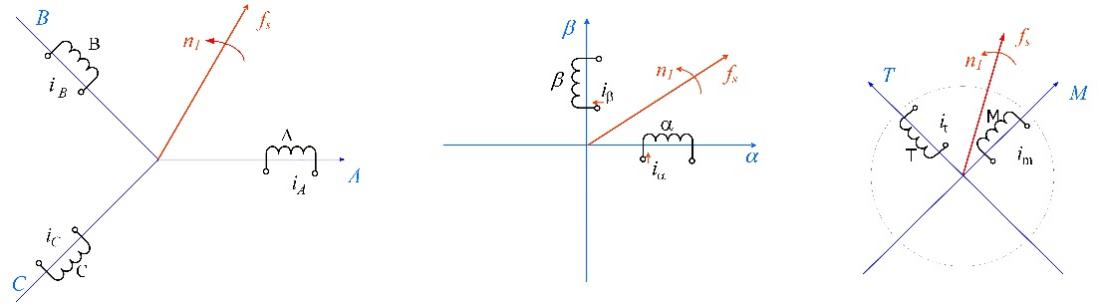 B
B
i_B
n_1
f_s
A
i_A
A
i_C
C
C
β
β
i_β
n_1
f_s
α
i_α
α
T
T
i_t
n_1
f_s
M
i_m
M